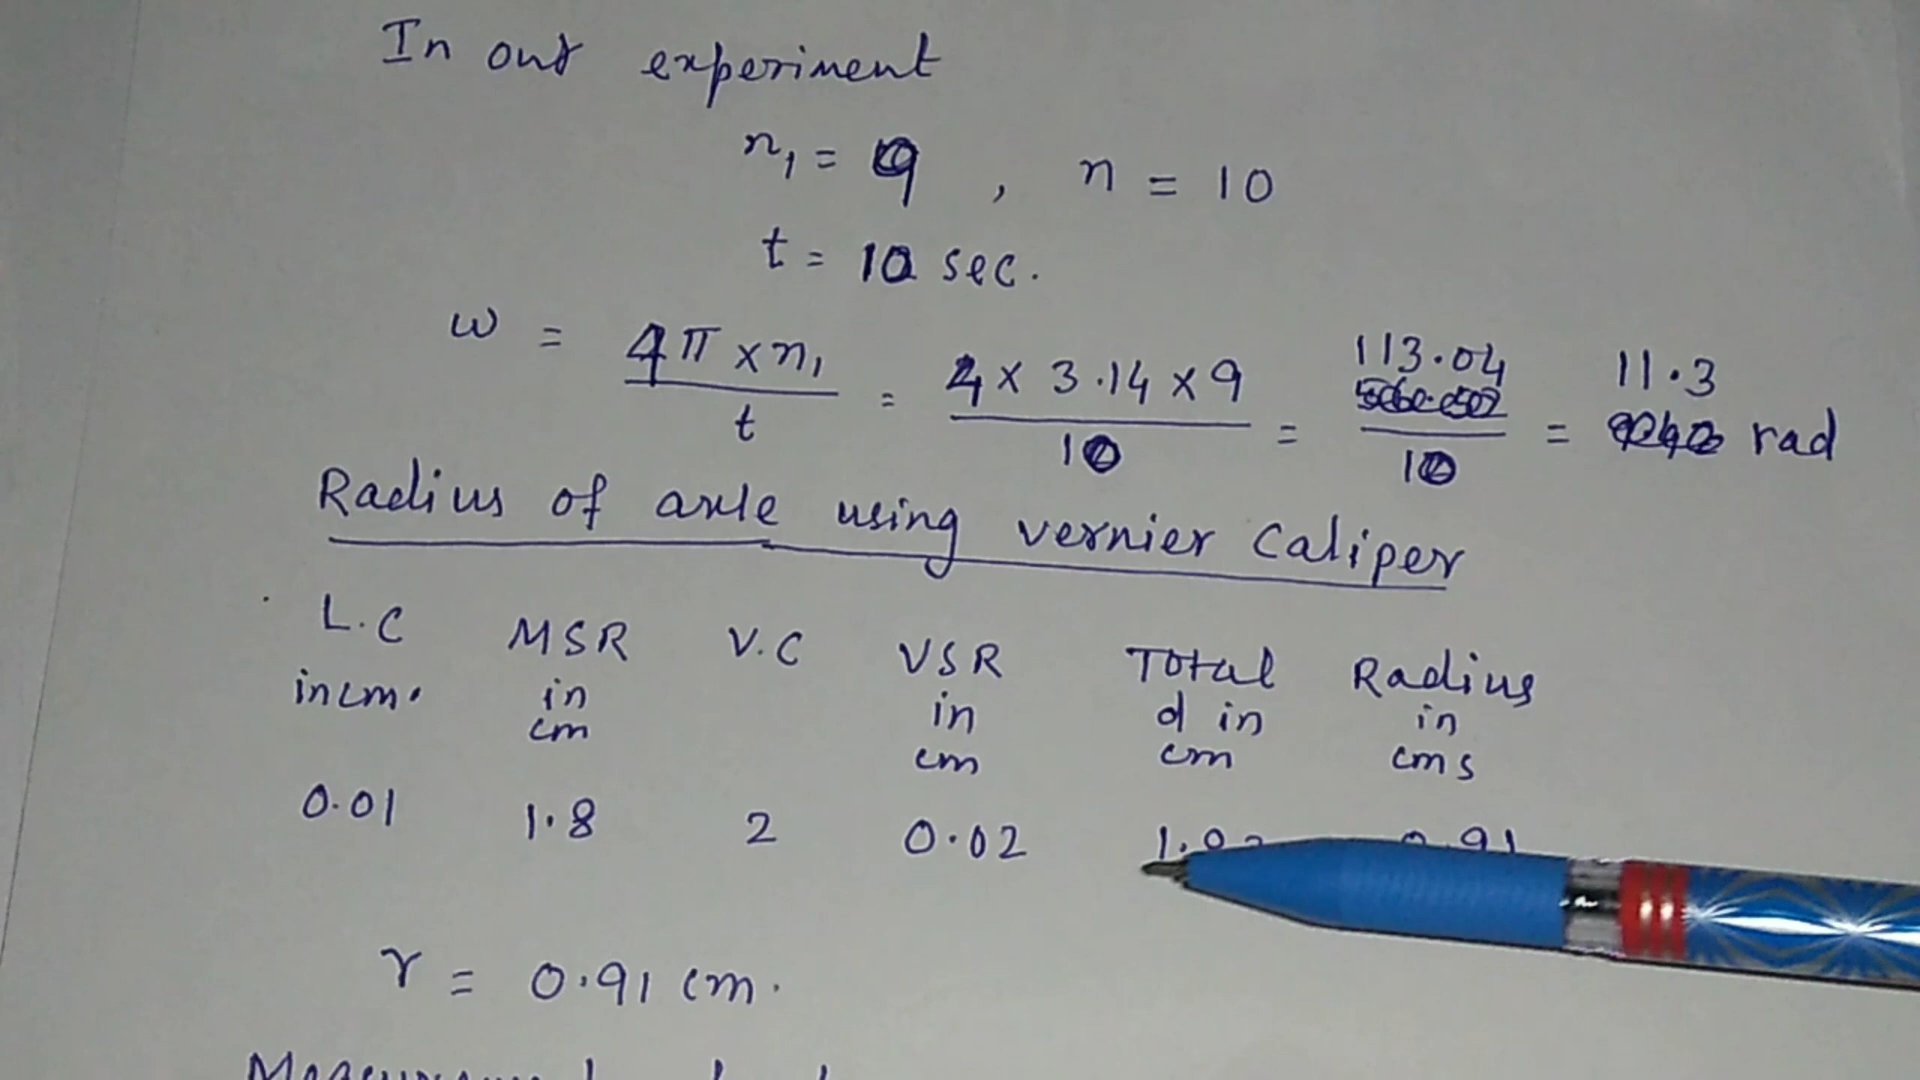 In our experiment
n₁ = 9 , n = 10
t = 10 sec.
ω = 4π × n₁ / t = 4 × 3.14 × 9 / 10 = 113.04 / 10 = 11.3 rad
Radius of axle using vernier Caliper
L.C in cm. MSR in cm V.C VSR in cm Total d in cm Radius in cms
0.01 1.8 2 0.02
r = 0.91 cm.